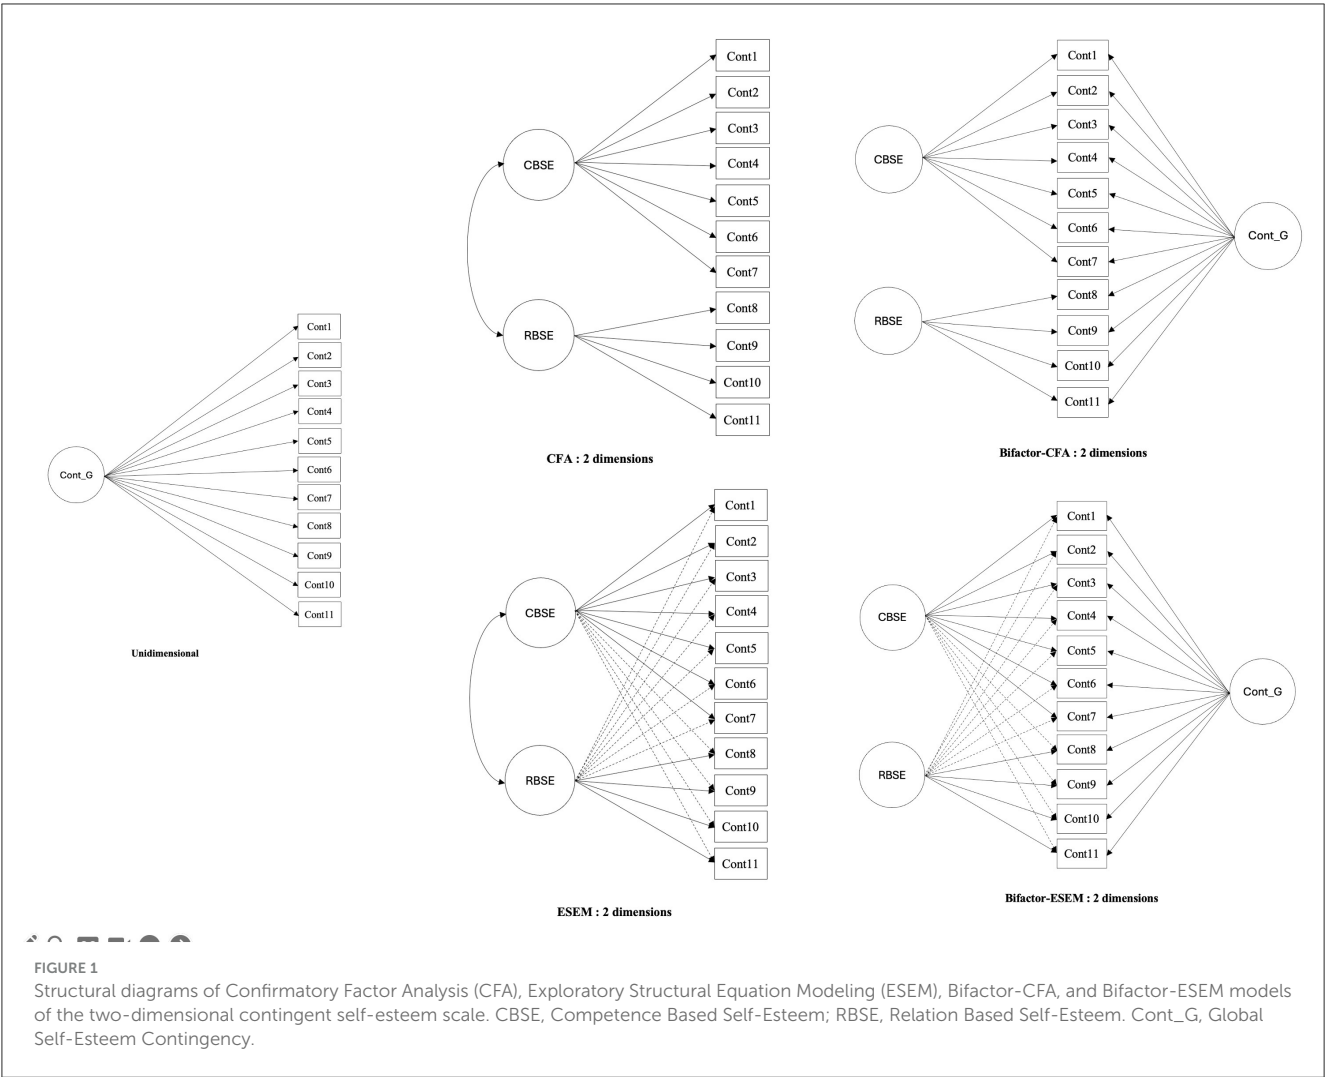 Cont_G
Cont1
Cont2
Cont3
Cont4
Cont5
Cont6
Cont7
Cont8
Cont9
Cont10
Cont11
Unidimensional
CBSE
RBSE
Cont1
Cont2
Cont3
Cont4
Cont5
Cont6
Cont7
Cont8
Cont9
Cont10
Cont11
CFA : 2 dimensions
CBSE
RBSE
Cont1
Cont2
Cont3
Cont4
Cont5
Cont6
Cont7
Cont8
Cont9
Cont10
Cont11
Cont_G
Bifactor-CFA : 2 dimensions
CBSE
RBSE
Cont1
Cont2
Cont3
Cont4
Cont5
Cont6
Cont7
Cont8
Cont9
Cont10
Cont11
ESEM : 2 dimensions
CBSE
RBSE
Cont1
Cont2
Cont3
Cont4
Cont5
Cont6
Cont7
Cont8
Cont9
Cont10
Cont11
Cont_G
Bifactor-ESEM : 2 dimensions
FIGURE 1
Structural diagrams of Confirmatory Factor Analysis (CFA), Exploratory Structural Equation Modeling (ESEM), Bifactor-CFA, and Bifactor-ESEM models
of the two-dimensional contingent self-esteem scale. CBSE, Competence Based Self-Esteem; RBSE, Relation Based Self-Esteem. Cont_G, Global
Self-Esteem Contingency.